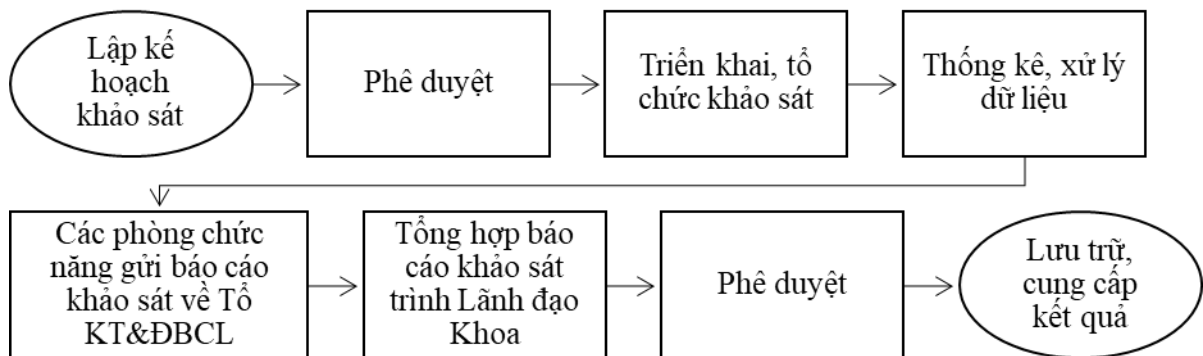 Lập kế
hoạch
khảo sát
Phê duyệt
Triển khai, tổ
chức khảo sát
Thống kê, xử lý
dữ liệu
Các phòng chức
năng gửi báo cáo
khảo sát về Tổ
KT&ĐBCL
Tổng hợp báo
cáo khảo sát
trình Lãnh đạo
Khoa
Phê duyệt
Lưu trữ,
cung cấp
kết quả